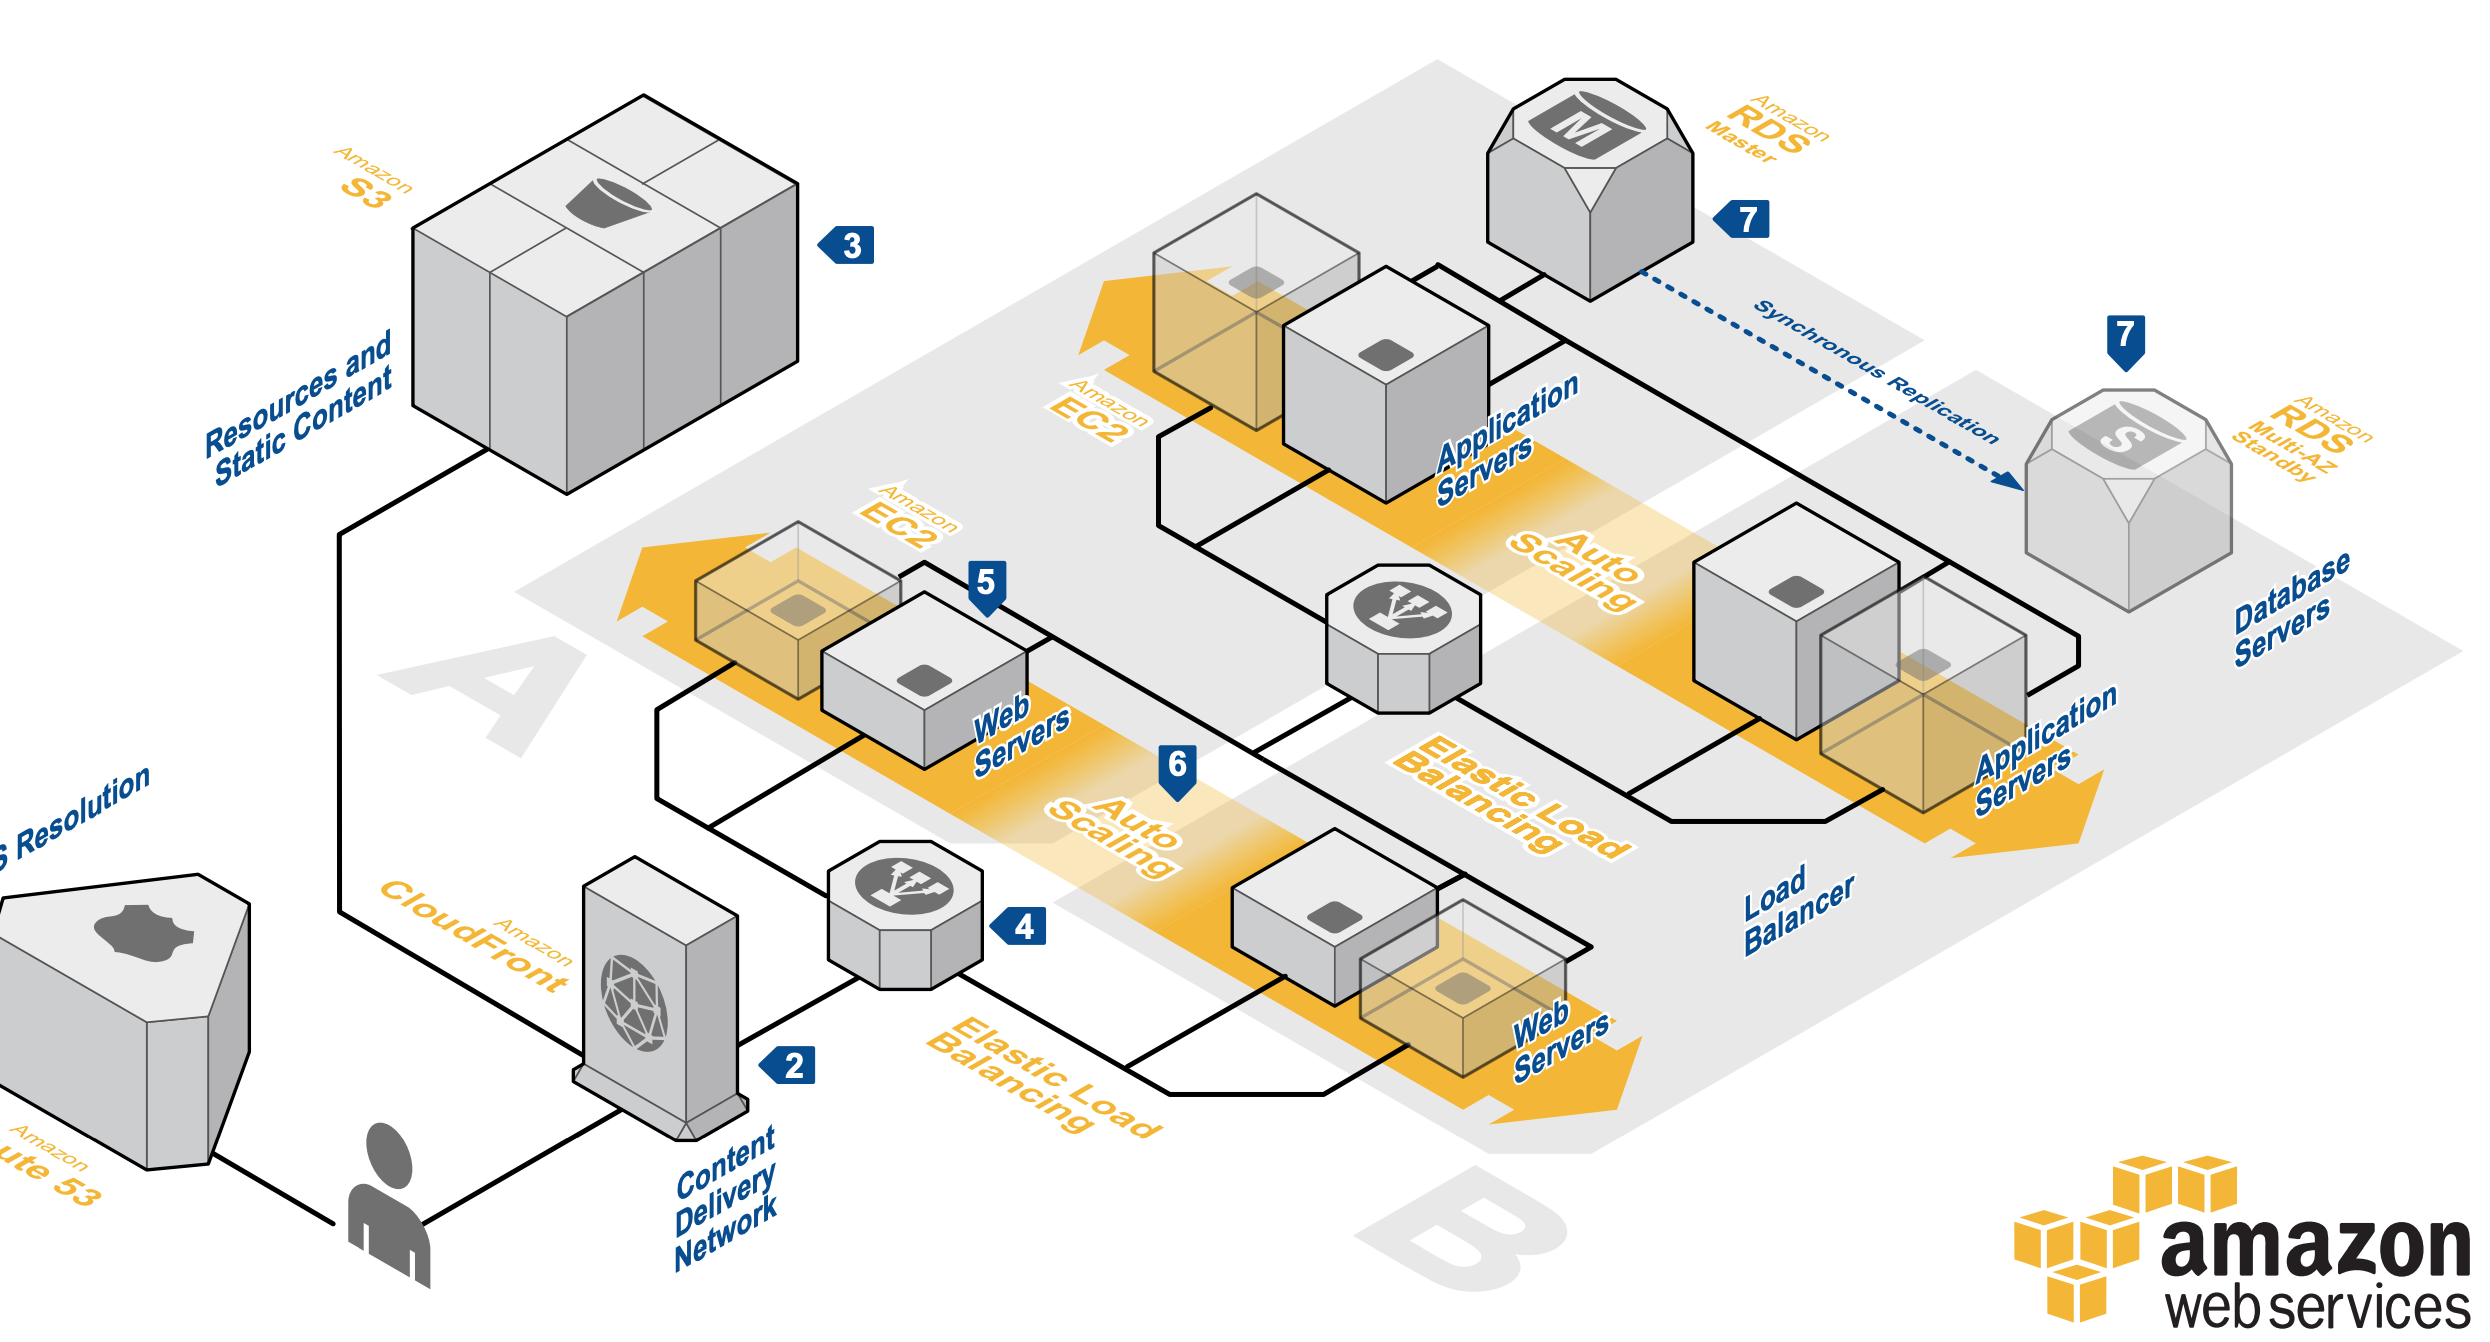 Amazon
S3
3
Resources and
Static Content
Amazon
RDS
Master
7
Synchronous Replication
7
Amazon
RDS
Multi-AZ
Standby
Database
Servers
Amazon
EC2
Application
Servers
Auto
Scaling
Application
Servers
Amazon
EC2
5
Web
Servers
6
Auto
Scaling
Elastic Load
Balancing
Load
Balancer
A
S Resolution
Amazon
CloudFront
4
2
Elastic Load
Balancing
Web
Servers
Amazon
ute 53
Content
Delivery
Network
B
M
S
amazon
web services